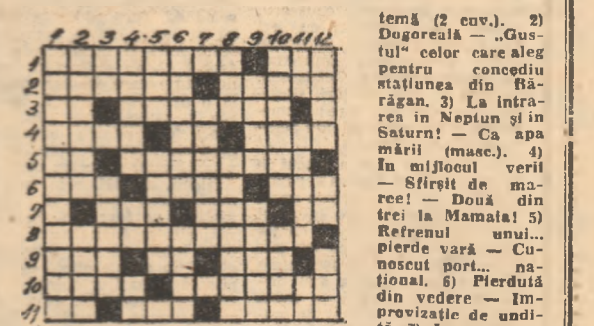 1 2 3 4 5 6 7 8 9 10 11 12
1
2
3
4
5
6
7
8
9
10
11
temă (2 cuv.). 2)
Dogoreală — „Gus-
tul" celor care aleg
pentru concediu
stațiunea din Bă-
răgan. 3) La intra-
rea in Neptun și in
Saturn! — Ca apa
mării (masc.). 4)
In mijlocul verii
— Sfîrșit de ma-
ree! — Două din
trei la Mamaia! 5)
Refrenul unui...
pierde vară — Cu-
noscut port... na-
țional. 6) Pierdută
din vedere — Im-
provizație de undi-